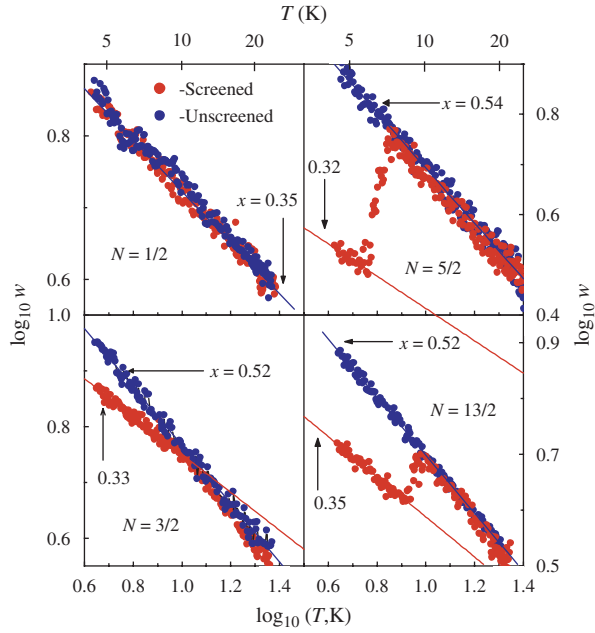 T (K)
5 10 20 5 10 20
-Screened
-Unscreened
x = 0.54
0.32
x = 0.35
N = 1/2
N = 5/2
0.8
0.6
1.0
0.8
0.6
0.4
log10 w
log10 w
x = 0.52
0.33
N = 3/2
x = 0.52
N = 13/2
0.35
0.8
0.6
0.9
0.7
0.5
0.6 0.8 1.0 1.2 1.4 0.8 1.0 1.2 1.4
log10 (T,K)